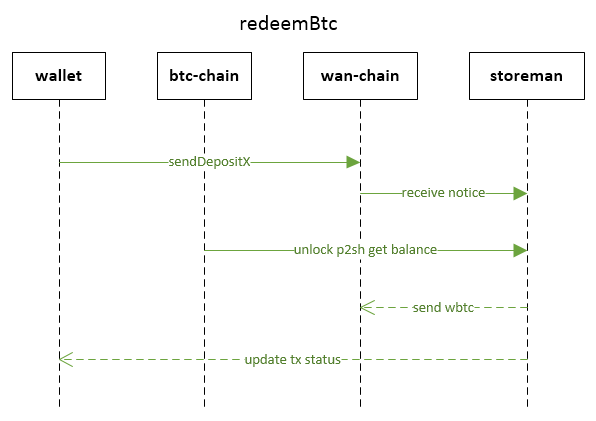 redeemBtc
wallet
btc-chain
wan-chain
storeman
sendDepositX
receive notice
unlock p2sh get balance
send wbtc
update tx status